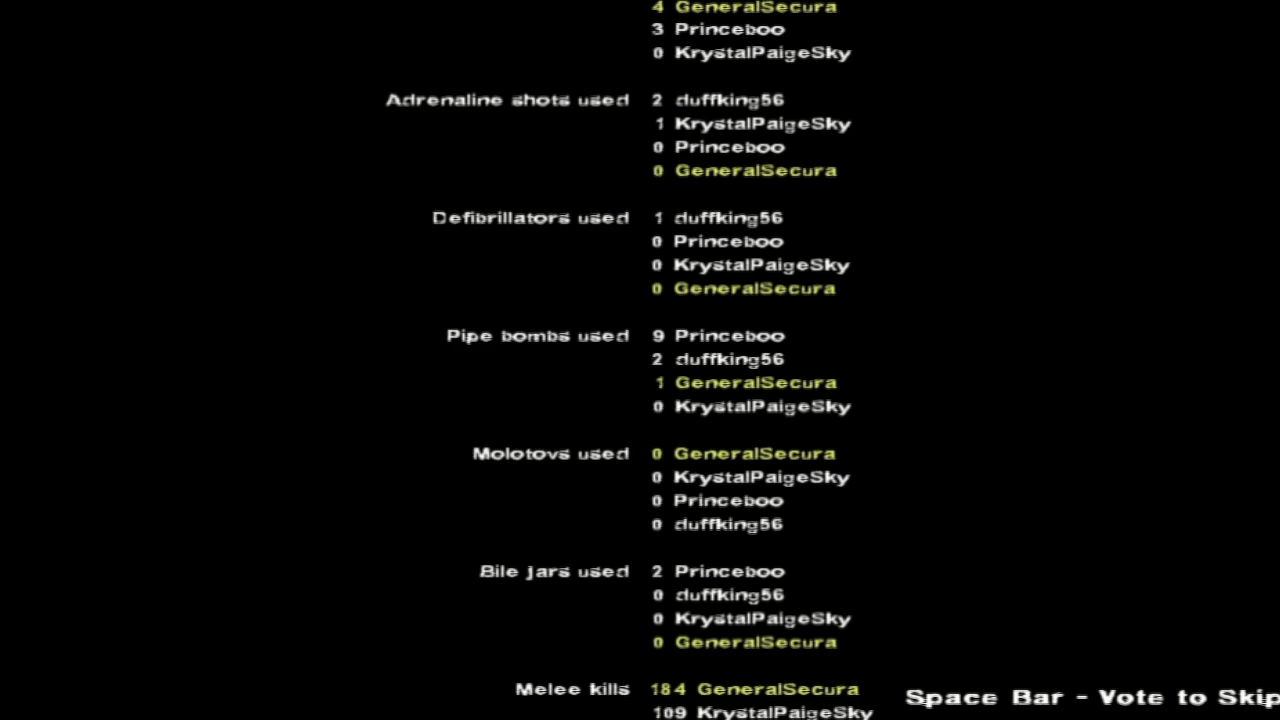 4 GeneralSecura
3 Princeboo
0 KrystalPaigeSky
Adrenaline shots used 2 duffking56
1 KrystalPaigeSky
0 Princeboo
0 GeneralSecura
Defibrillators used 1 duffking56
0 Princeboo
0 KrystalPaigeSky
0 GeneralSecura
Pipe bombs used 9 Princeboo
2 duffking56
1 GeneralSecura
0 KrystalPaigeSky
Molotovs used 0 GeneralSecura
0 KrystalPaigeSky
0 Princeboo
0 duffking56
Bile jars used 2 Princeboo
0 duffking56
0 KrystalPaigeSky
0 GeneralSecura
Melee kills 184 GeneralSecura
109 KrystalPaigeSky
Space Bar - Vote to Skip